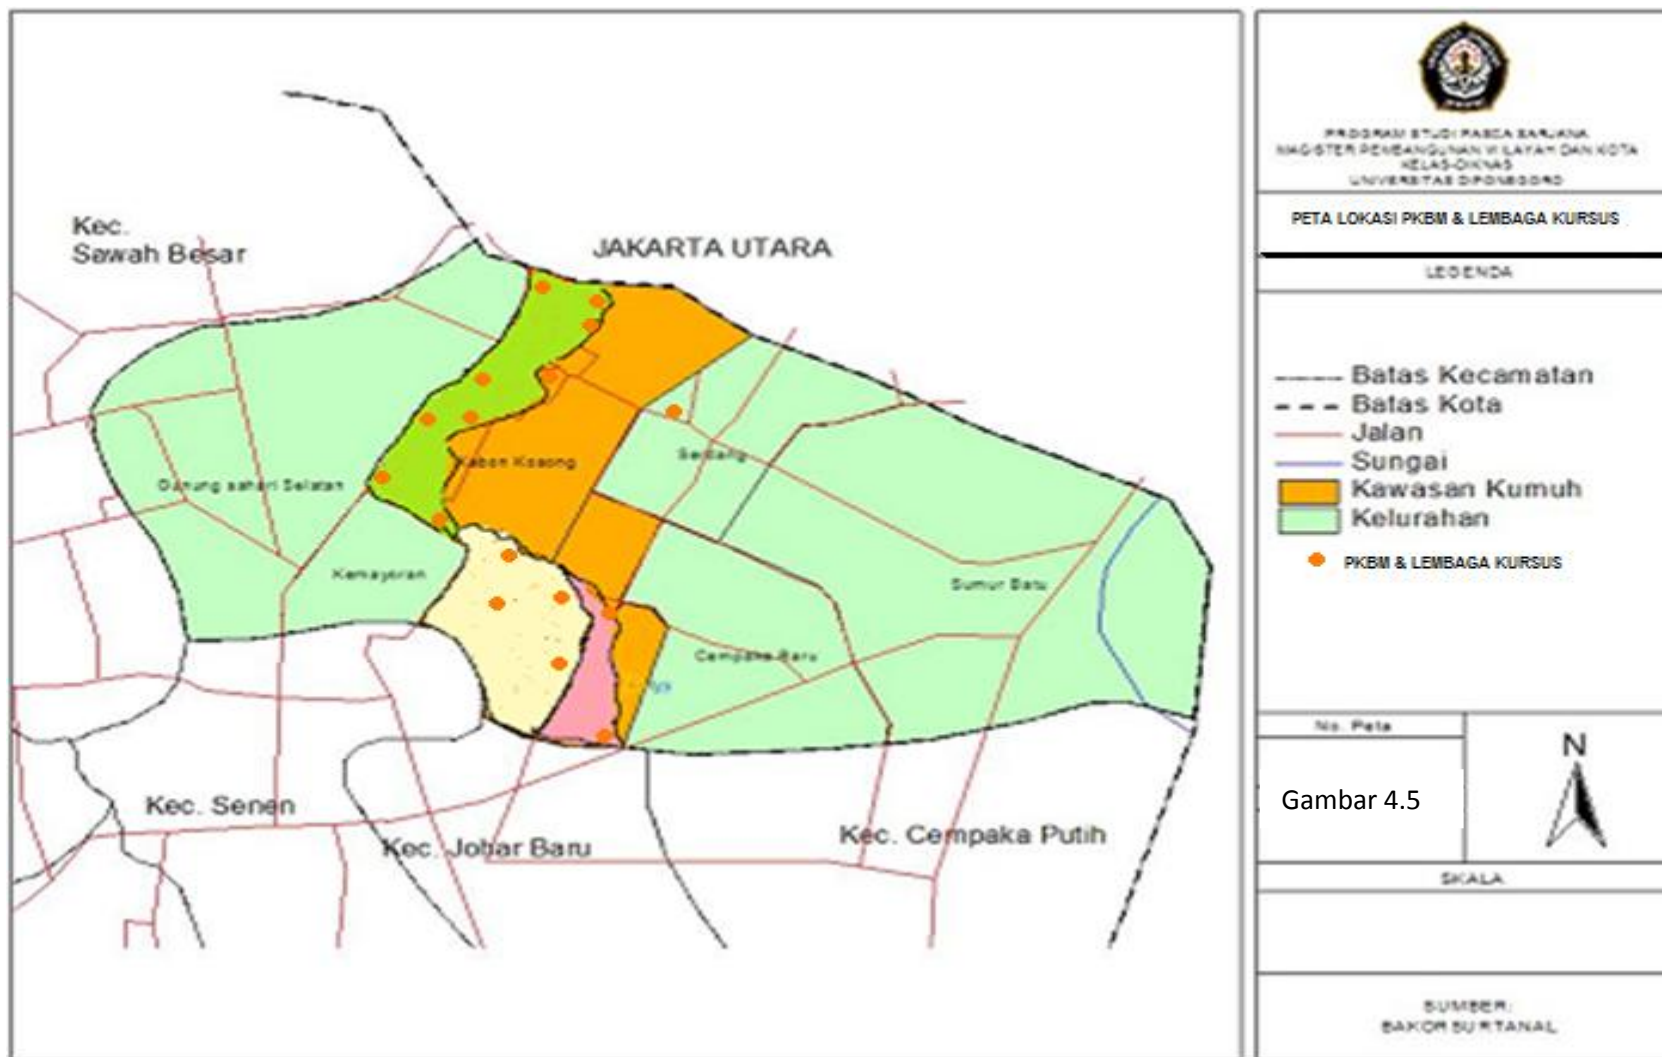 Kec.
Sawah Besar
JAKARTA UTARA
Kebon Kosong
Serdang
Gunung sahari Selatan
Kemayoran
Sumur Batu
Cempaka Baru
Kec. Senen
Kec. Johar Baru
Kec. Cempaka Putih
PROGRAM STUDI PASCA SARJANA
MAGISTER PEMBANGUNAN WILAYAH DAN KOTA
KELAS-DIKNAS
UNIVERSITAS DIPONEGORO
PETA LOKASI PKBM & LEMBAGA KURSUS
LEGENDA
Batas Kecamatan
Batas Kota
Jalan
Sungai
Kawasan Kumuh
Kelurahan
PKBM & LEMBAGA KURSUS
No. Peta
Gambar 4.5
N
SKALA
SUMBER:
BAKORSURTANAL